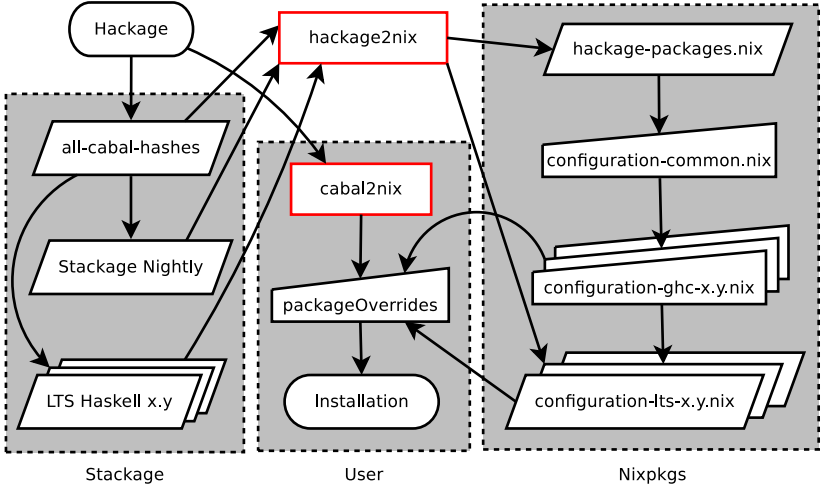 Hackage
hackage2nix
hackage-packages.nix
all-cabal-hashes
configuration-common.nix
cabal2nix
Stackage Nightly
configuration-ghc-x.y.nix
packageOverrides
LTS Haskell x.y
Installation
configuration-lts-x.y.nix
Stackage
User
Nixpkgs